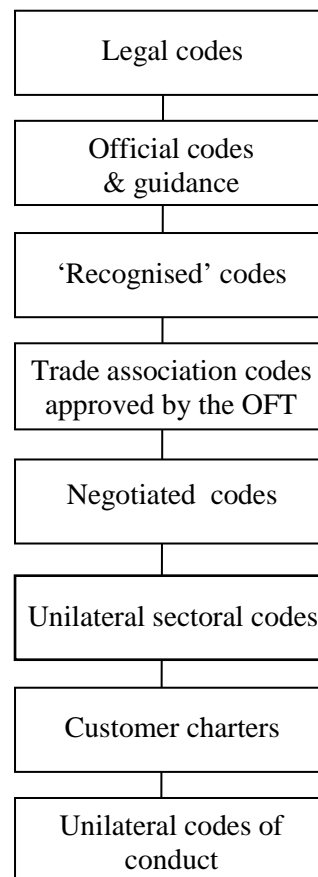 Legal codes
Official codes
& guidance
‘Recognised’ codes
Trade association codes
approved by the OFT
Negotiated codes
Unilateral sectoral codes
Customer charters
Unilateral codes of
conduct